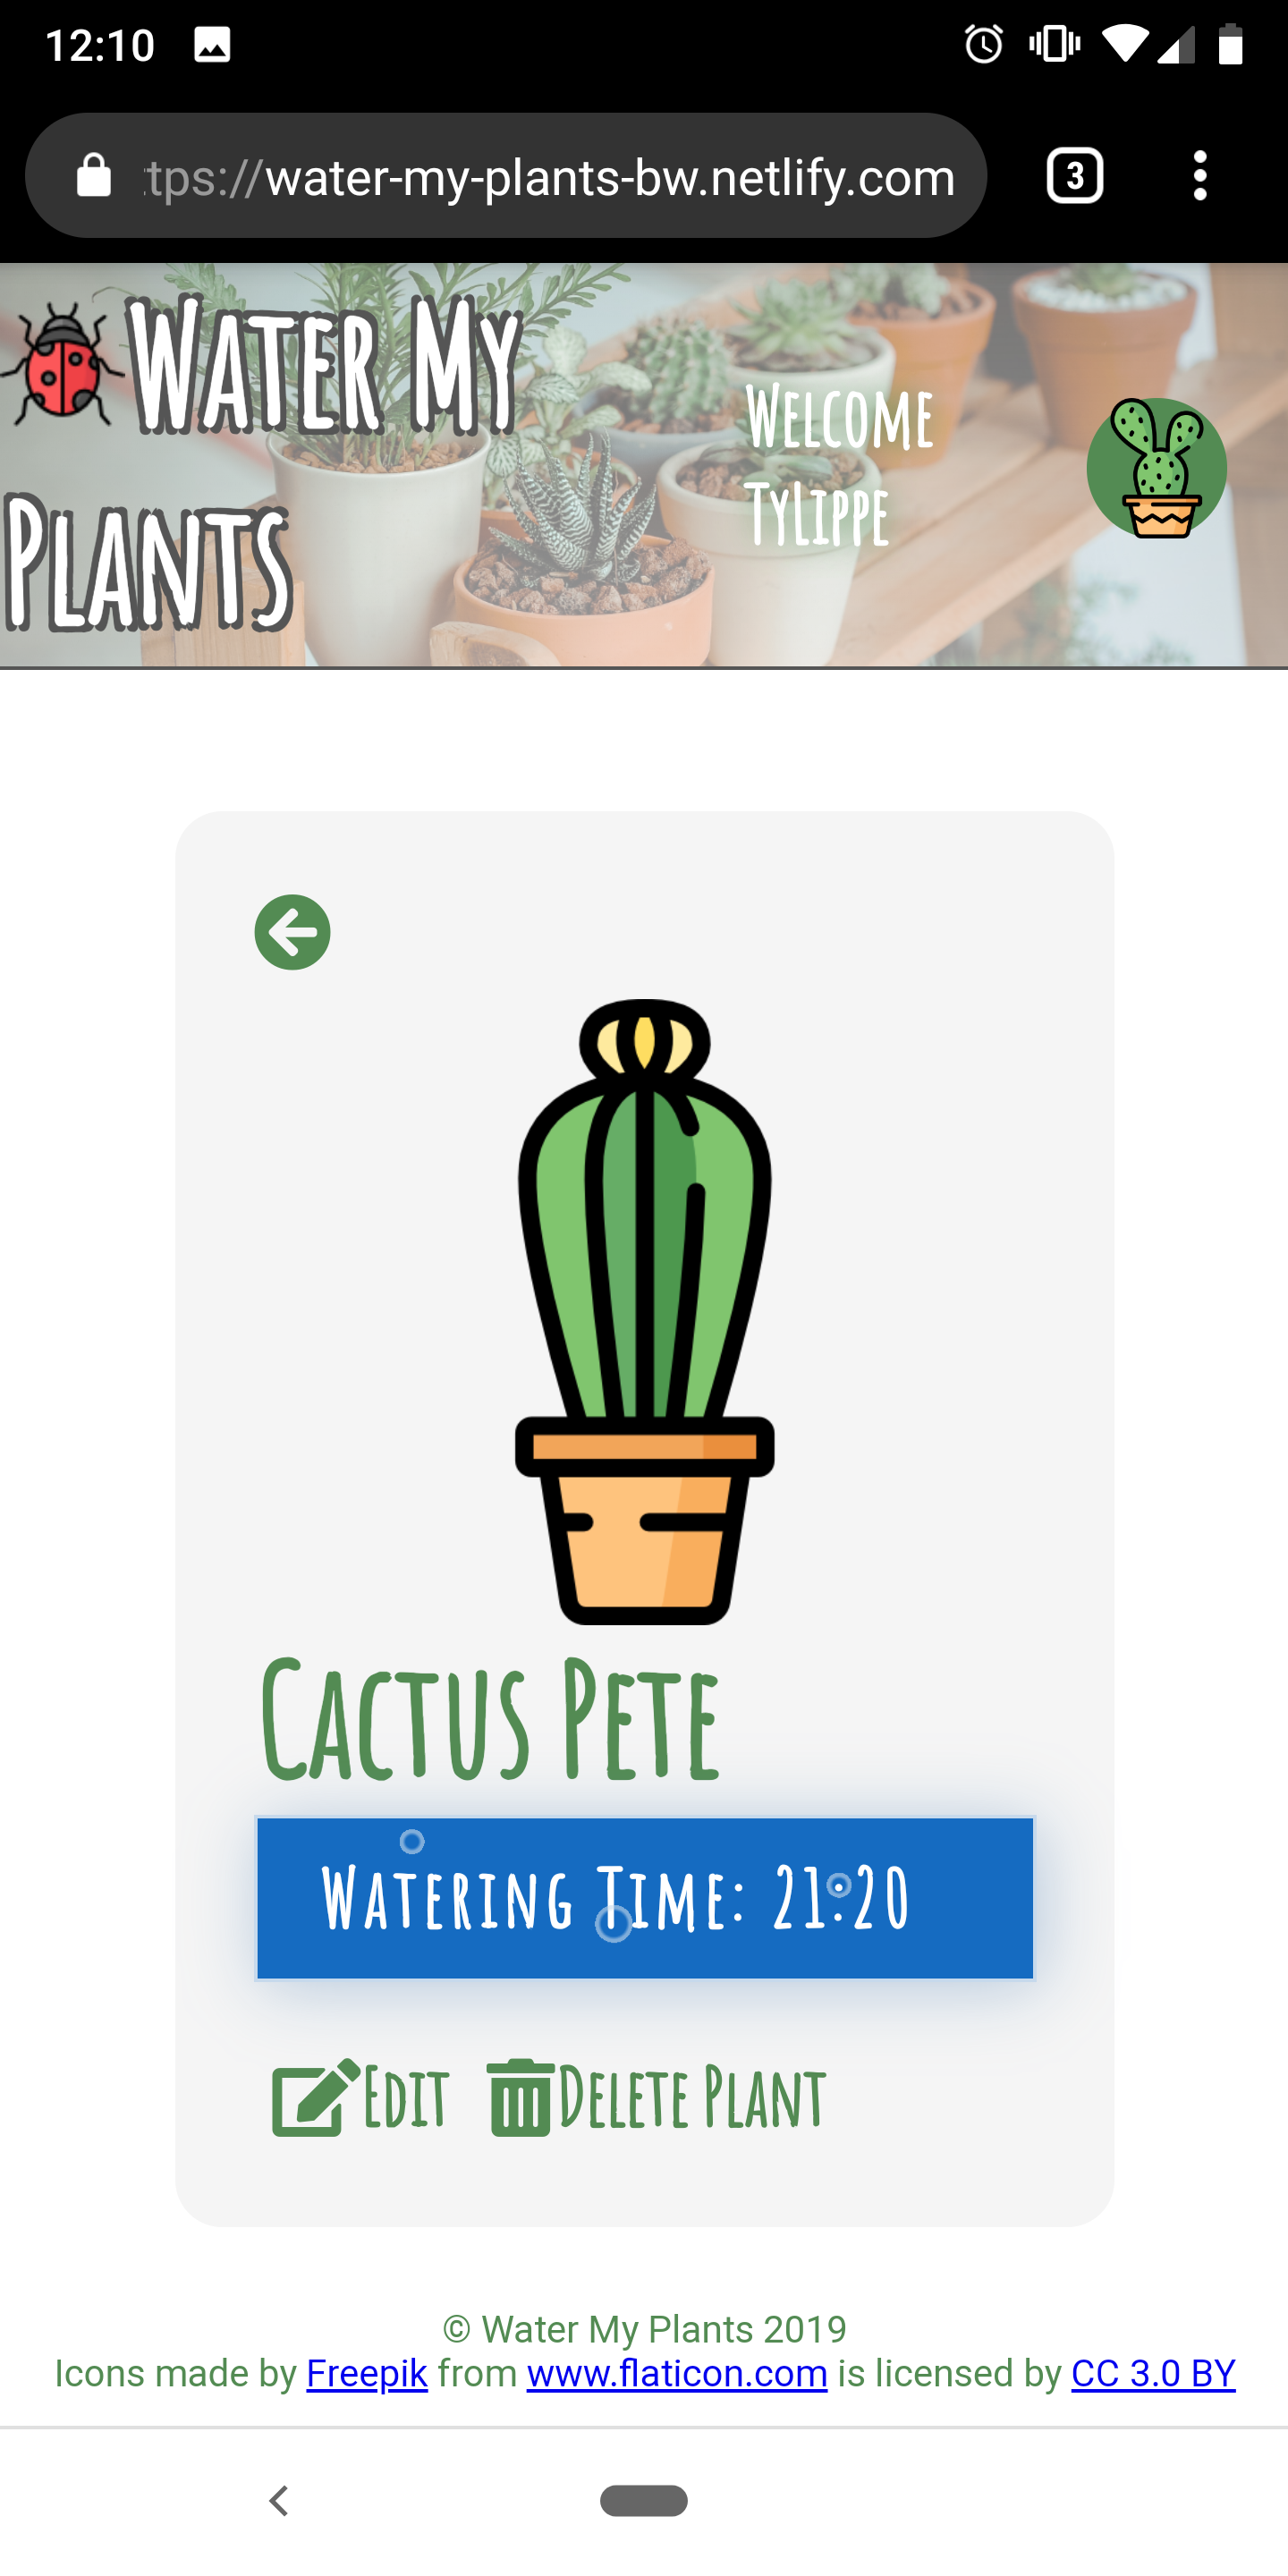 12:10
tps://water-my-plants-bw.netlify.com
3
Water My
Plants
Welcome
TyLippe
Cactus Pete
Watering Time: 21:20
Edit Delete Plant
© Water My Plants 2019
Icons made by Freepik from www.flaticon.com is licensed by CC 3.0 BY